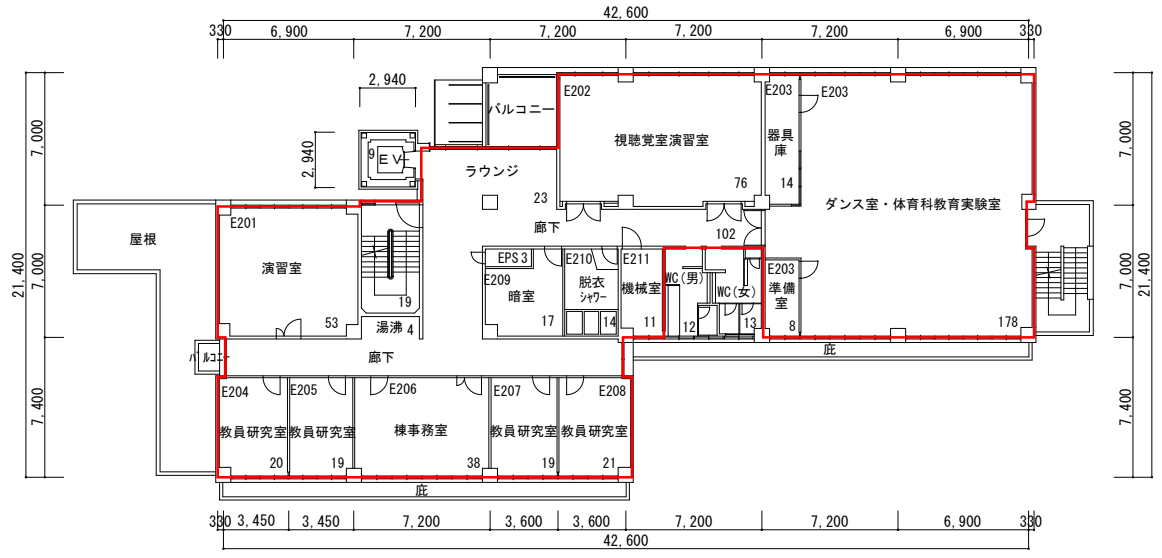 42,600
330 6,900 7,200 7,200 7,200 7,200 6,900 330
2,940
2,940
7,000
7,000
7,400
21,400
7,000
7,000
7,400
21,400
バルコニー
E202
視聴覚室演習室
76
E203
器具
庫
14
E203
ダンス室・体育科教育実験室
178
9
EV
ラウンジ
23
廊下
102
屋根
E201
演習室
53
19
湯沸
4
EPS 3
E209
暗室
17
E210
脱衣
シャワー
14
E211
機械室
11
WC(男)
12
WC(女)
13
E203
準備
室
8
バルコニー
廊下
庇
E204
教員研究室
20
E205
教員研究室
19
E206
棟事務室
38
E207
教員研究室
19
E208
教員研究室
21
庇
330 3,450 3,450 7,200 3,600 3,600 7,200 7,200 6,900 330
42,600